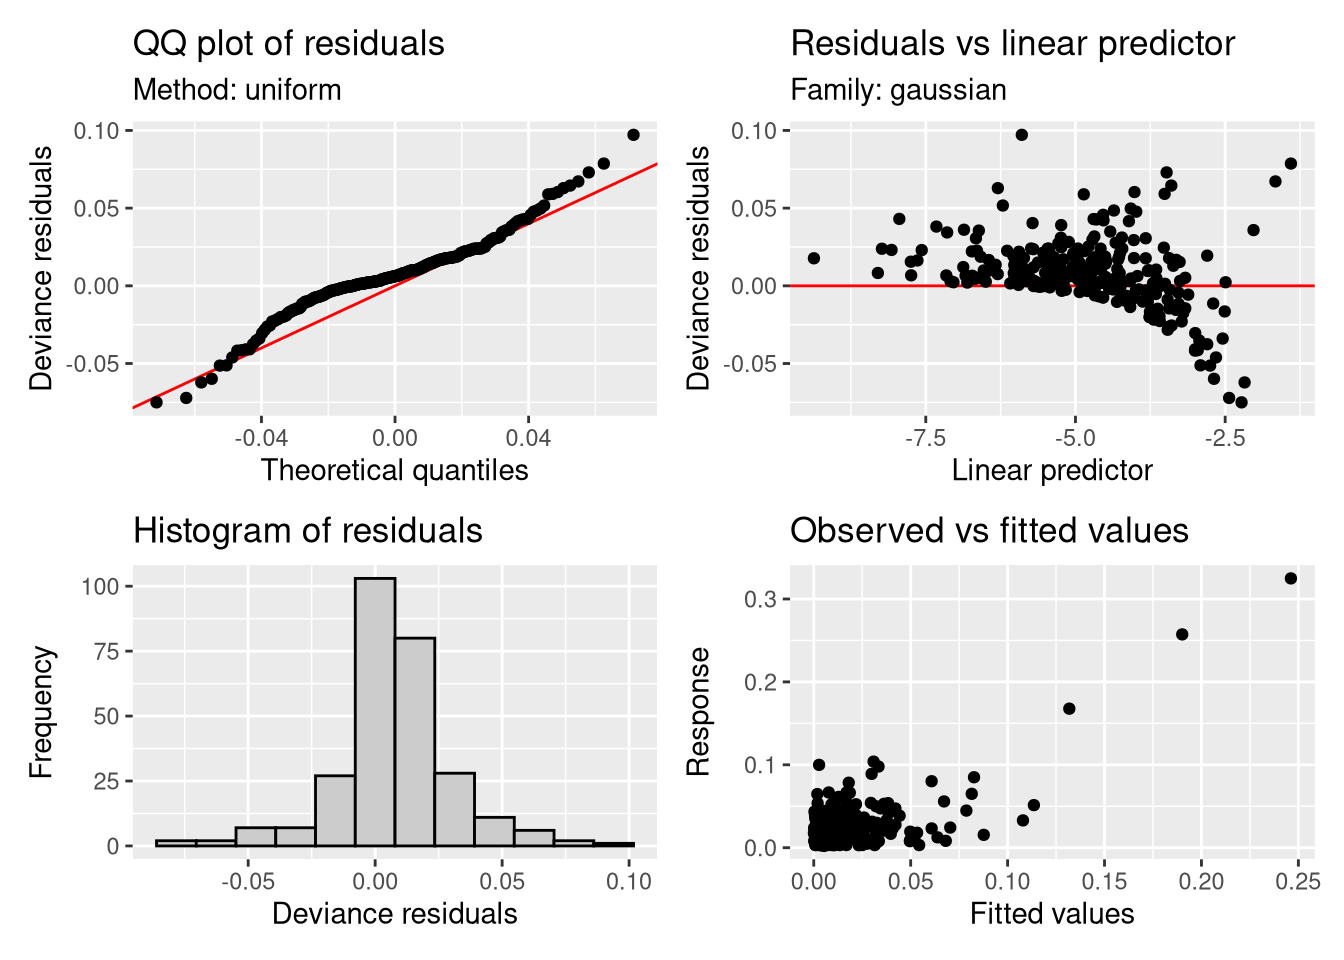 QQ plot of residuals
Method: uniform
0.10
0.05
0.00
-0.05
Deviance residuals
-0.04
0.00
0.04
Theoretical quantiles
Residuals vs linear predictor
Family: gaussian
0.10
0.05
0.00
-0.05
Deviance residuals
-7.5
-5.0
-2.5
Linear predictor
Histogram of residuals
100
75
50
25
0
Frequency
-0.05
0.00
0.05
0.10
Deviance residuals
Observed vs fitted values
0.3
0.2
0.1
0.0
Response
0.00
0.05
0.10
0.15
0.20
0.25
Fitted values